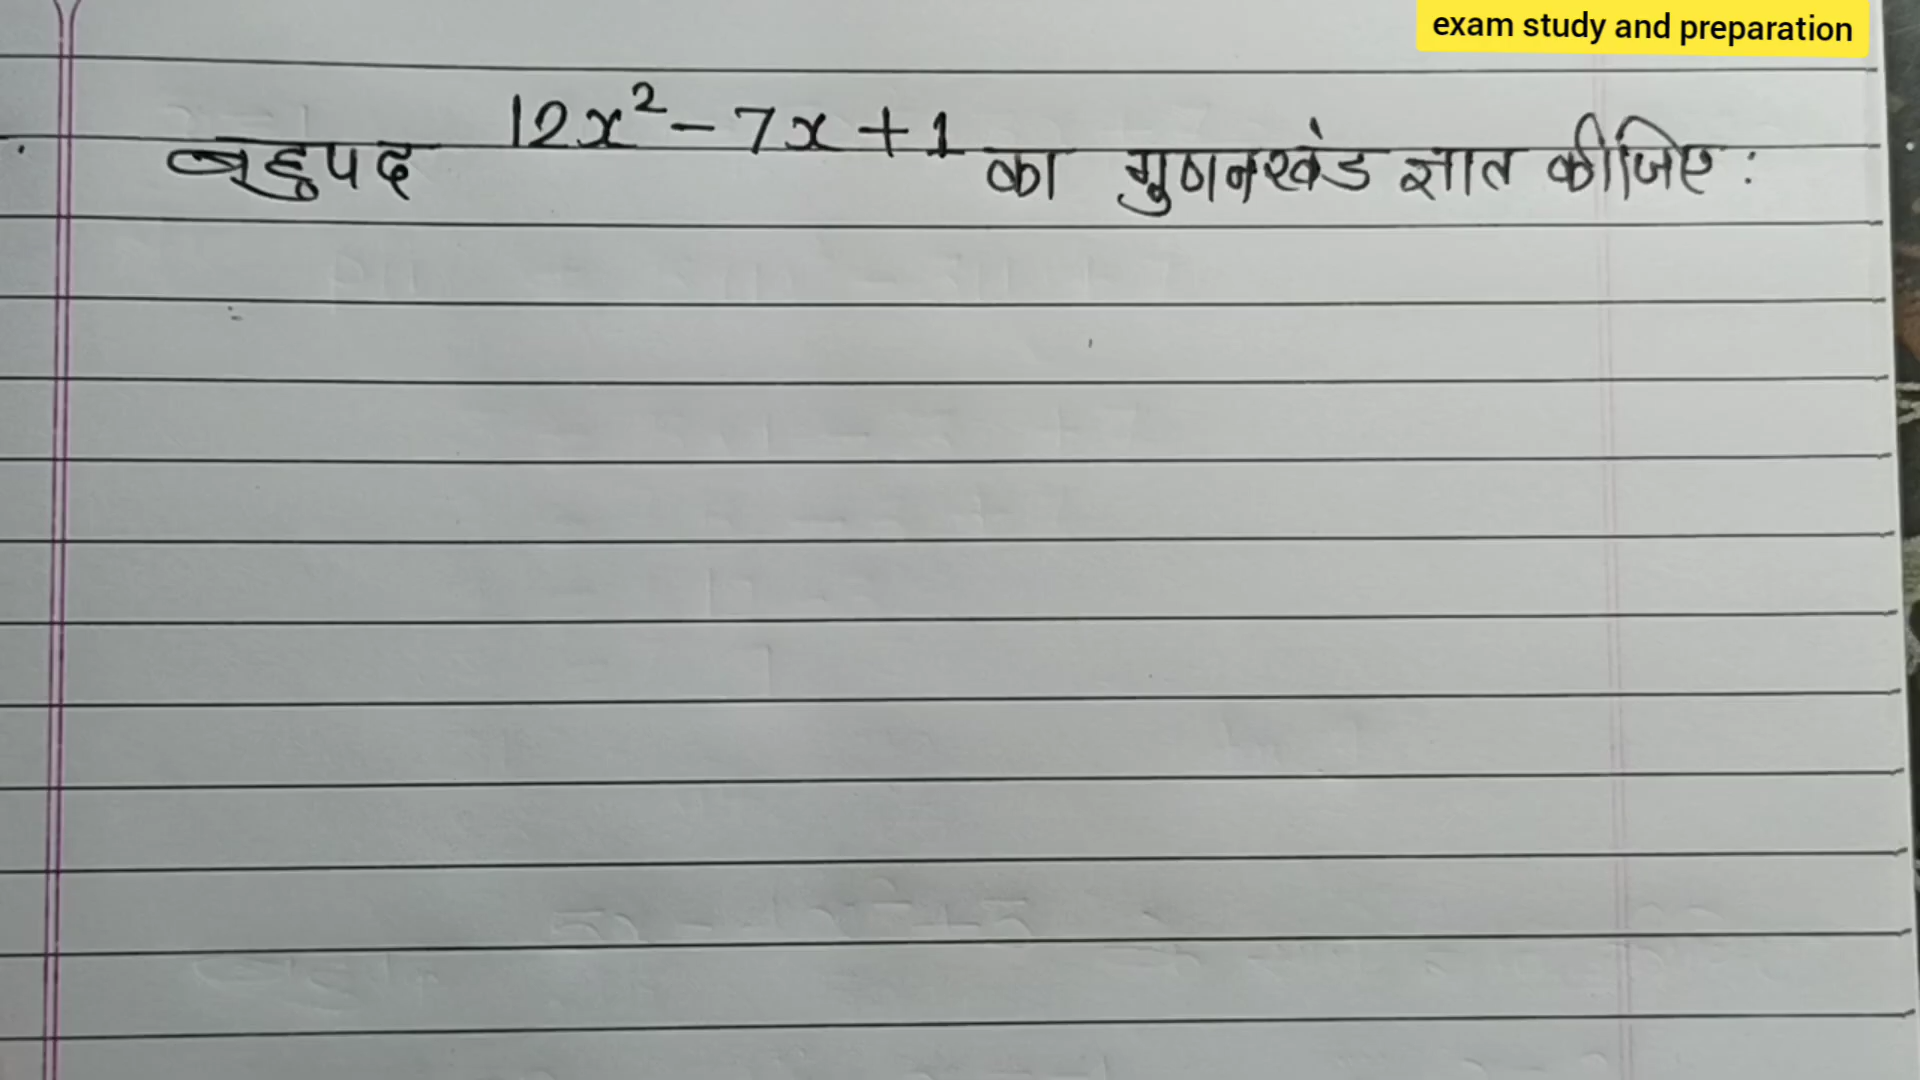 exam study and preparation
बहुपद 12x² - 7x + 1 का गुणनखंड ज्ञात कीजिए :